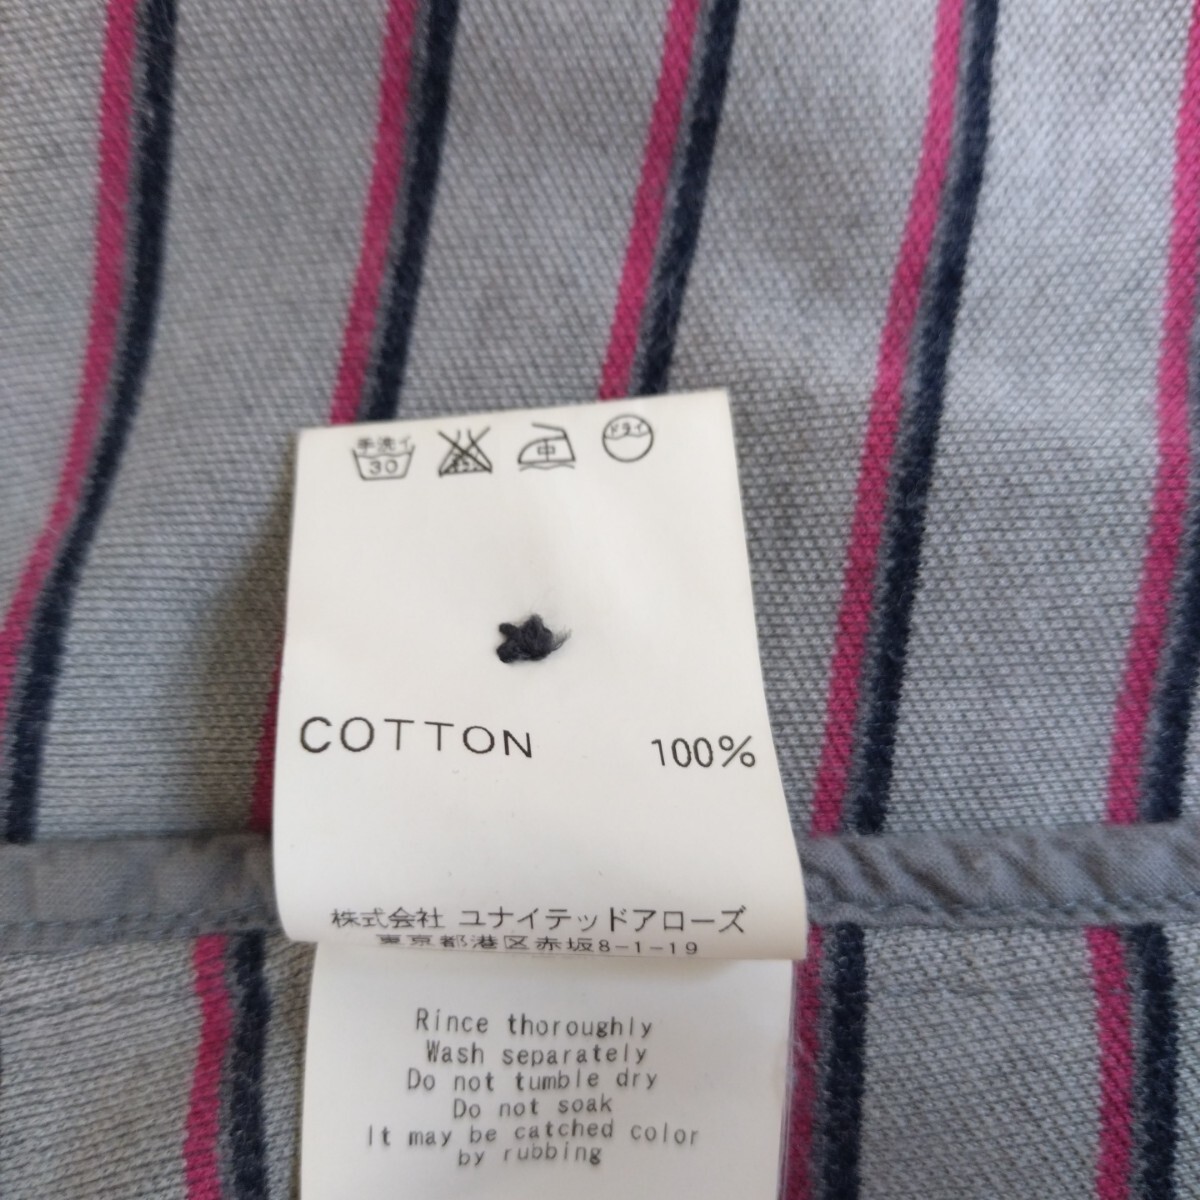 手洗イ ドライ
30 中
COTTON 100%
株式会社 ユナイテッドアローズ
東京都港区赤坂8-1-19
Rince thoroughly
Wash separately
Do not tumble dry
Do not soak
It may be catched color
by rubbing